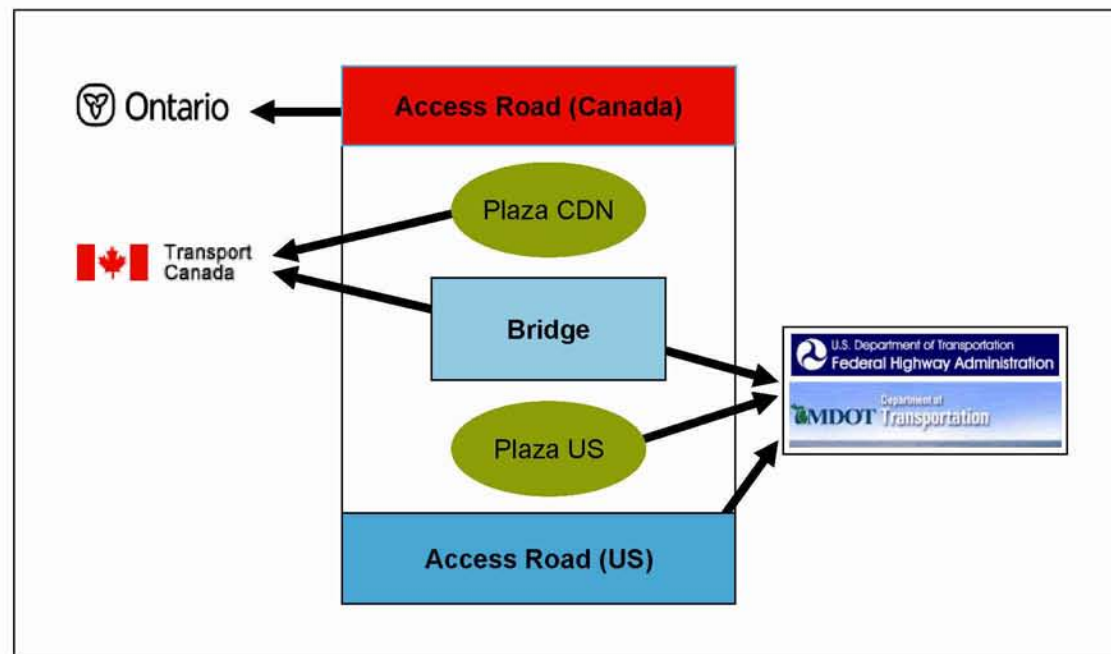 Ontario
Access Road (Canada)
Plaza CDN
Transport
Canada
Bridge
U.S. Department of Transportation
Federal Highway Administration
MDOT
Department of
Transportation
Plaza US
Access Road (US)